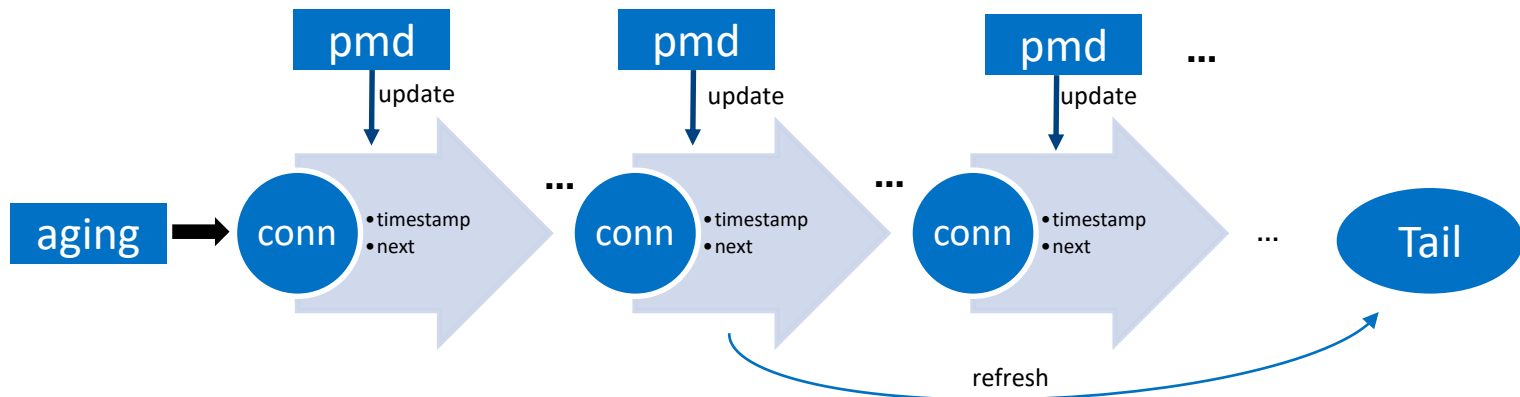 pmd
pmd
pmd
...
update
update
update
...
...
aging
conn
• timestamp
• next
conn
• timestamp
• next
conn
• timestamp
• next
...
Tail
refresh